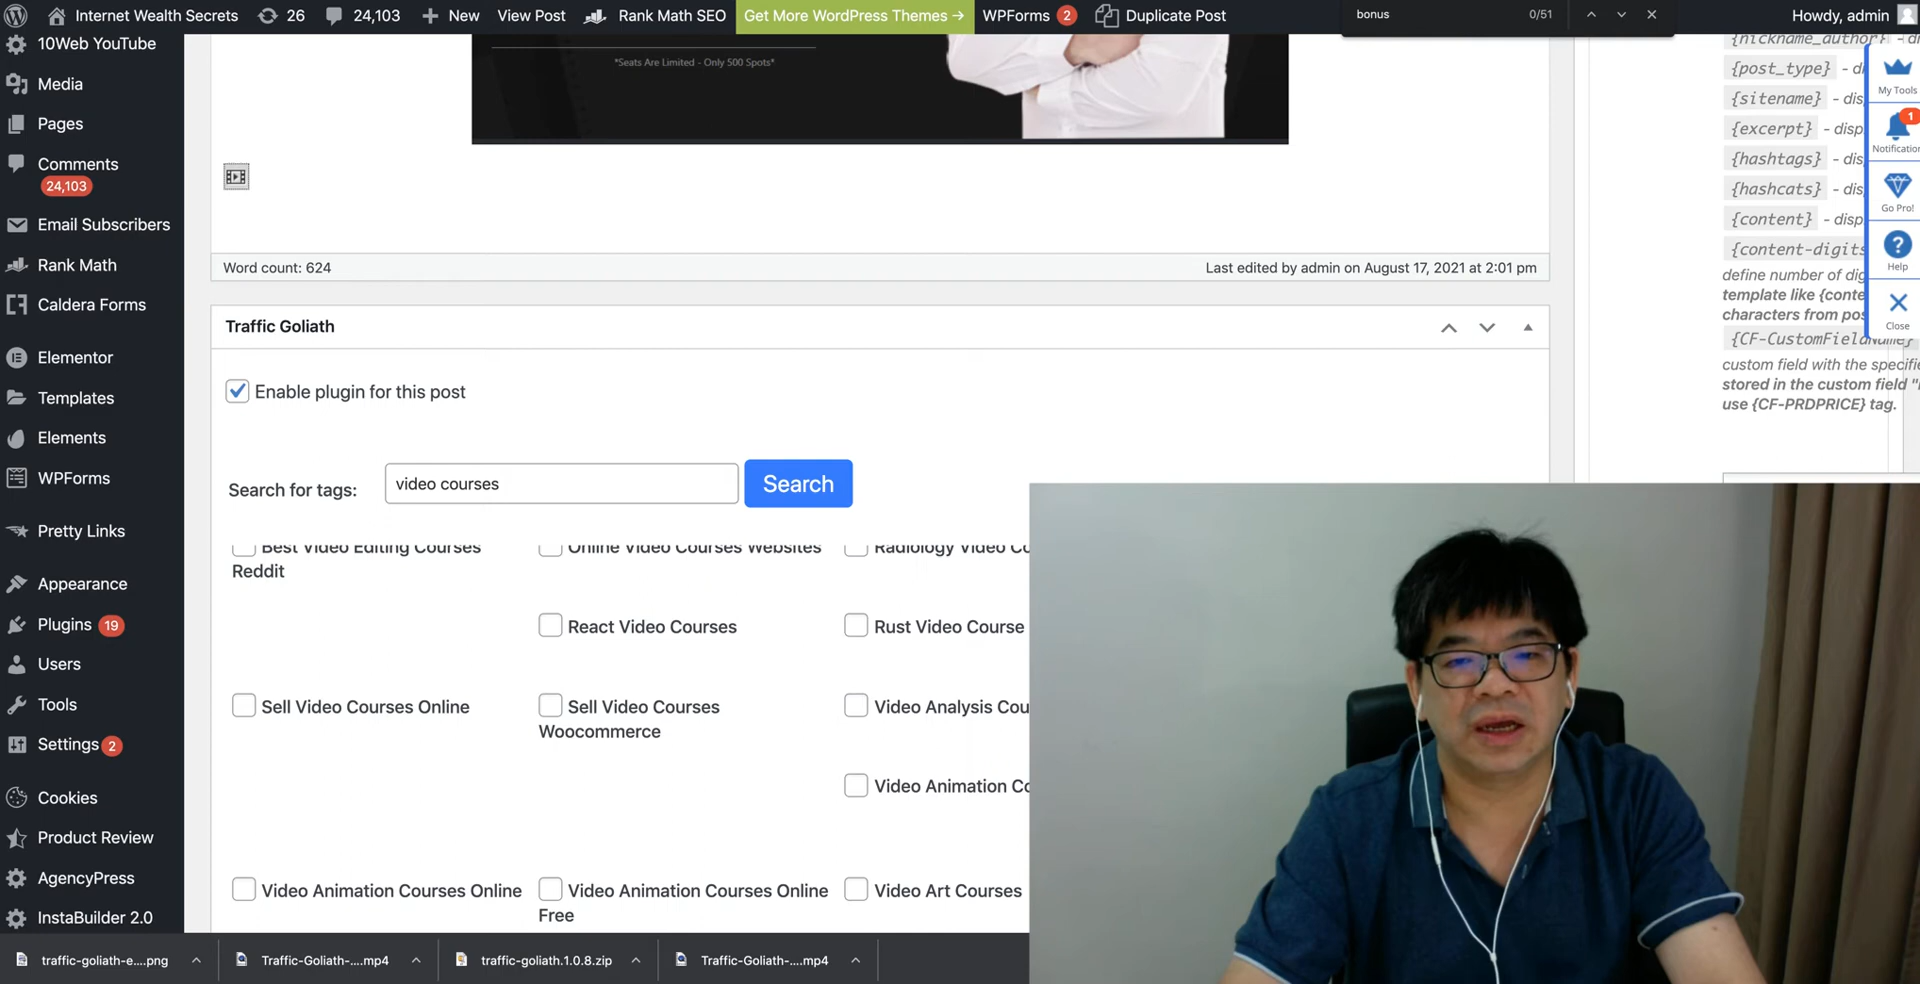 Internet Wealth Secrets
26
24,103
New
View Post
Rank Math SEO
Get More WordPress Themes →
WPForms 2
Duplicate Post
bonus
0/51
Howdy, admin
10Web YouTube
Media
Pages
Comments
24,103
Email Subscribers
Rank Math
Caldera Forms
Elementor
Templates
Elements
WPForms
Pretty Links
Appearance
Plugins 19
Users
Tools
Settings 2
Cookies
Product Review
AgencyPress
InstaBuilder 2.0
*Seats Are Limited - Only 500 Spots*
Word count: 624
Last edited by admin on August 17, 2021 at 2:01 pm
Traffic Goliath
Enable plugin for this post
Search for tags:
video courses
Search
Best Video Editing Courses
Reddit
Online Video Courses Websites
Radiology Video Co
React Video Courses
Rust Video Course
Sell Video Courses Online
Sell Video Courses
Woocommerce
Video Analysis Cou
Video Animation Co
Video Animation Courses Online
Video Animation Courses Online
Free
Video Art Courses
{nickname_author} - d
{post_type} - di
{sitename} - dis
{excerpt} - disp
{hashtags} - dis
{hashcats} - dis
{content} - disp
{content-digits
define number of dig
template like {conte
characters from pos
{CF-CustomFieldName}
custom field with the specifie
stored in the custom field "
use {CF-PRDPRICE} tag.
My Tools
1
Notification
Go Pro!
Help
Close
traffic-goliath-e....png
Traffic-Goliath-....mp4
traffic-goliath.1.0.8.zip
Traffic-Goliath-....mp4